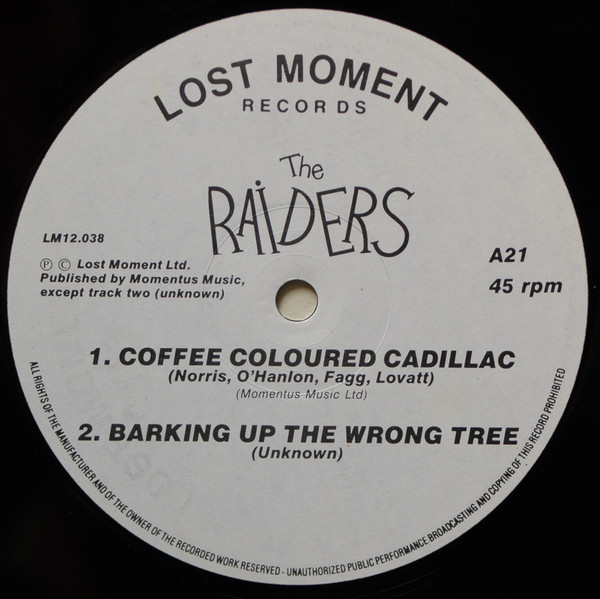 LOST MOMENT
RECORDS
The
RAiDERS
LM12.038
℗ © Lost Moment Ltd.
Published by Momentus Music,
except track two (unknown)
A21
45 rpm
1. COFFEE COLOURED CADILLAC
(Norris, O'Hanlon, Fagg, Lovatt)
(Momentus Music Ltd)
2. BARKING UP THE WRONG TREE
(Unknown)
ALL RIGHTS OF THE MANUFACTURER AND OF THE OWNER OF THE RECORDED WORK RESERVED - UNAUTHORIZED PUBLIC PERFORMANCE BROADCASTING AND COPYING OF THIS RECORD PROHIBITED